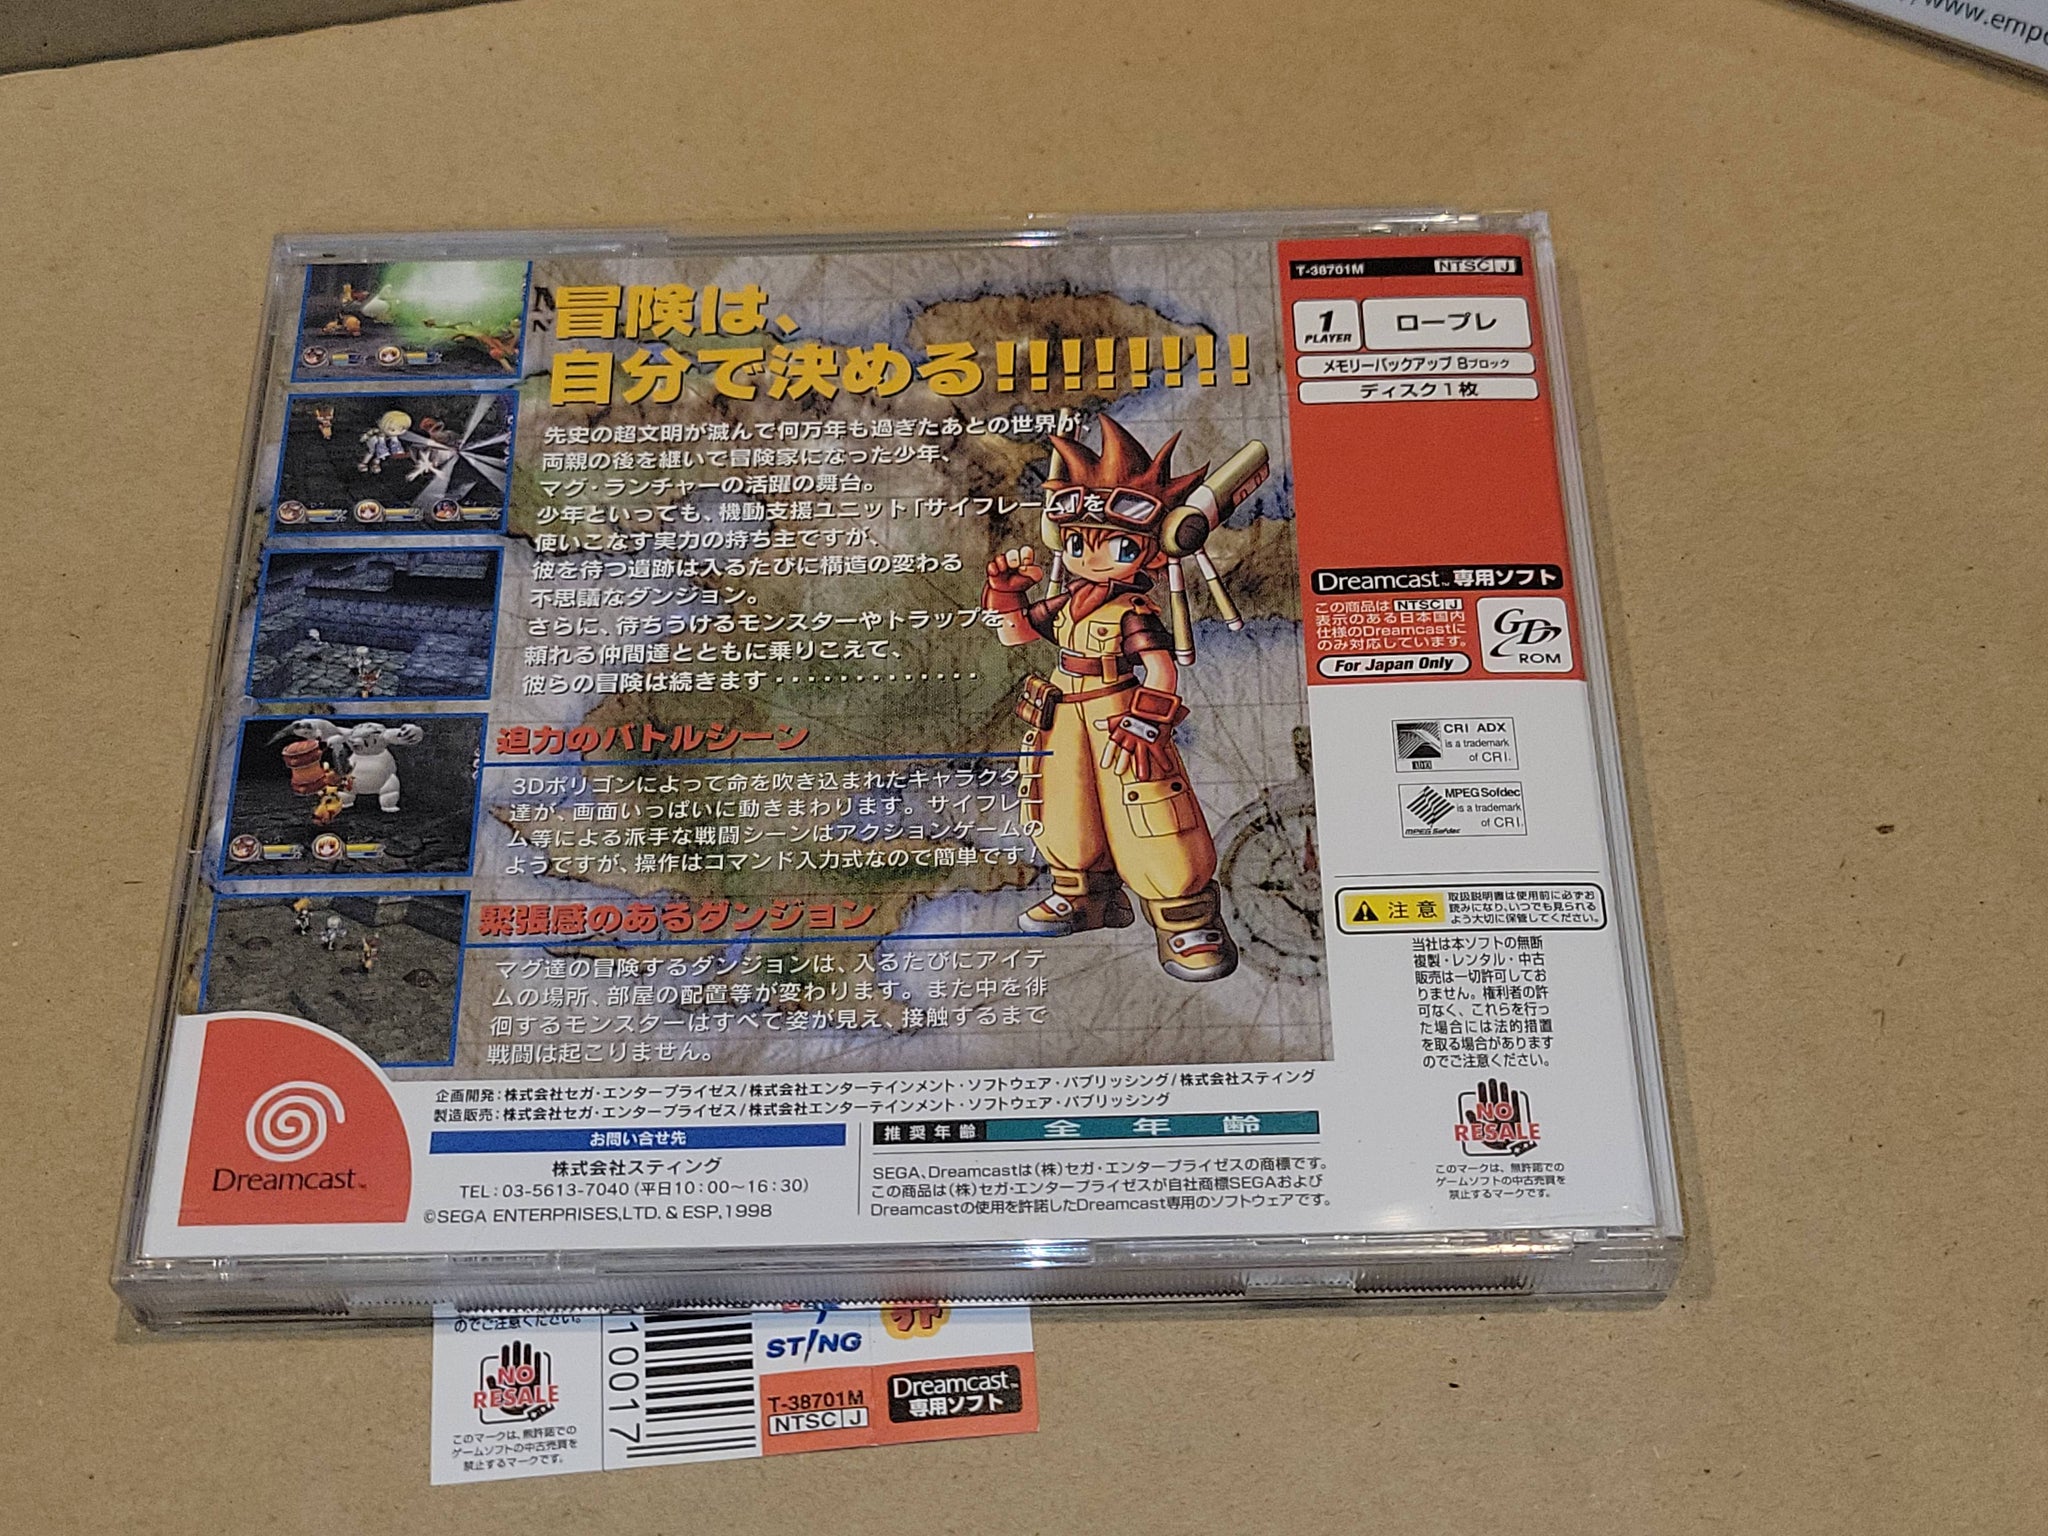 www.emp
冒険は、
自分で決める!!!!!!!!
先史の超文明が滅んで何万年も過ぎたあとの世界が、
両親の後を継いで冒険家になった少年、
マグ・ランチャーの活躍の舞台。
少年といっても、機動支援ユニット「サイフレーム」を
使いこなす実力の持ち主ですが、
彼を待つ遺跡は入るたびに構造の変わる
不思議なダンジョン。
さらに、待ちうけるモンスターやトラップを、
頼れる仲間達とともに乗りこえて、
彼らの冒険は続きます・・・・・・・・・・・・・
迫力のバトルシーン
3Dポリゴンによって命を吹き込まれたキャラクター
達が、画面いっぱいに動きまわります。サイフレー
ム等による派手な戦闘シーンはアクションゲームの
ようですが、操作はコマンド入力式なので簡単です!
緊張感のあるダンジョン
マグ達の冒険するダンジョンは、入るたびにアイテ
ムの場所、部屋の配置等が変わります。また中を徘
徊するモンスターはすべて姿が見え、接触するまで
戦闘は起こりません。
T-38701M NTSC J
1 PLAYER
ロープレ
メモリーバックアップ 8ブロック
ディスク1枚
Dreamcast™専用ソフト
この商品は NTSC J
表示のある日本国内
仕様のDreamcastに
のみ対応しています。
For Japan Only
GD ROM
CRI ADX
is a trademark
of CRI.
ADX
MPEG Sofdec
is a trademark
of CRI.
MPEG Sofdec
注意
取扱説明書は使用前に必ずお
読みになり、いつでも見られる
よう大切に保管してください。
当社は本ソフトの無断
複製・レンタル・中古
販売は一切許可してお
りません。権利者の許
可なく、これらを行っ
た場合には法的措置
を取る場合があります
のでご注意ください。
NO
RESALE
このマークは、無許諾での
ゲームソフトの中古売買を
禁止するマークです。
企画開発：株式会社セガ・エンタープライゼス/株式会社エンターテインメント・ソフトウェア・パブリッシング/株式会社スティング
製造販売：株式会社セガ・エンタープライゼス/株式会社エンターテインメント・ソフトウェア・パブリッシング
お問い合せ先
株式会社スティング
TEL：03-5613-7040(平日10：00〜16：30)
©SEGA ENTERPRISES,LTD. & ESP,1998
推奨年齢 全年齢
SEGA、Dreamcastは(株)セガ・エンタープライゼスの商標です。
この商品は(株)セガ・エンタープライゼスが自社商標SEGAおよび
Dreamcastの使用を許諾したDreamcast専用のソフトウェアです。
Dreamcast™
のでご注意ください。
NO
RESALE
このマークは、無許諾での
ゲームソフトの中古売買を
禁止するマークです。
10017
STING
T-38701M
NTSC J
Dreamcast™
専用ソフト